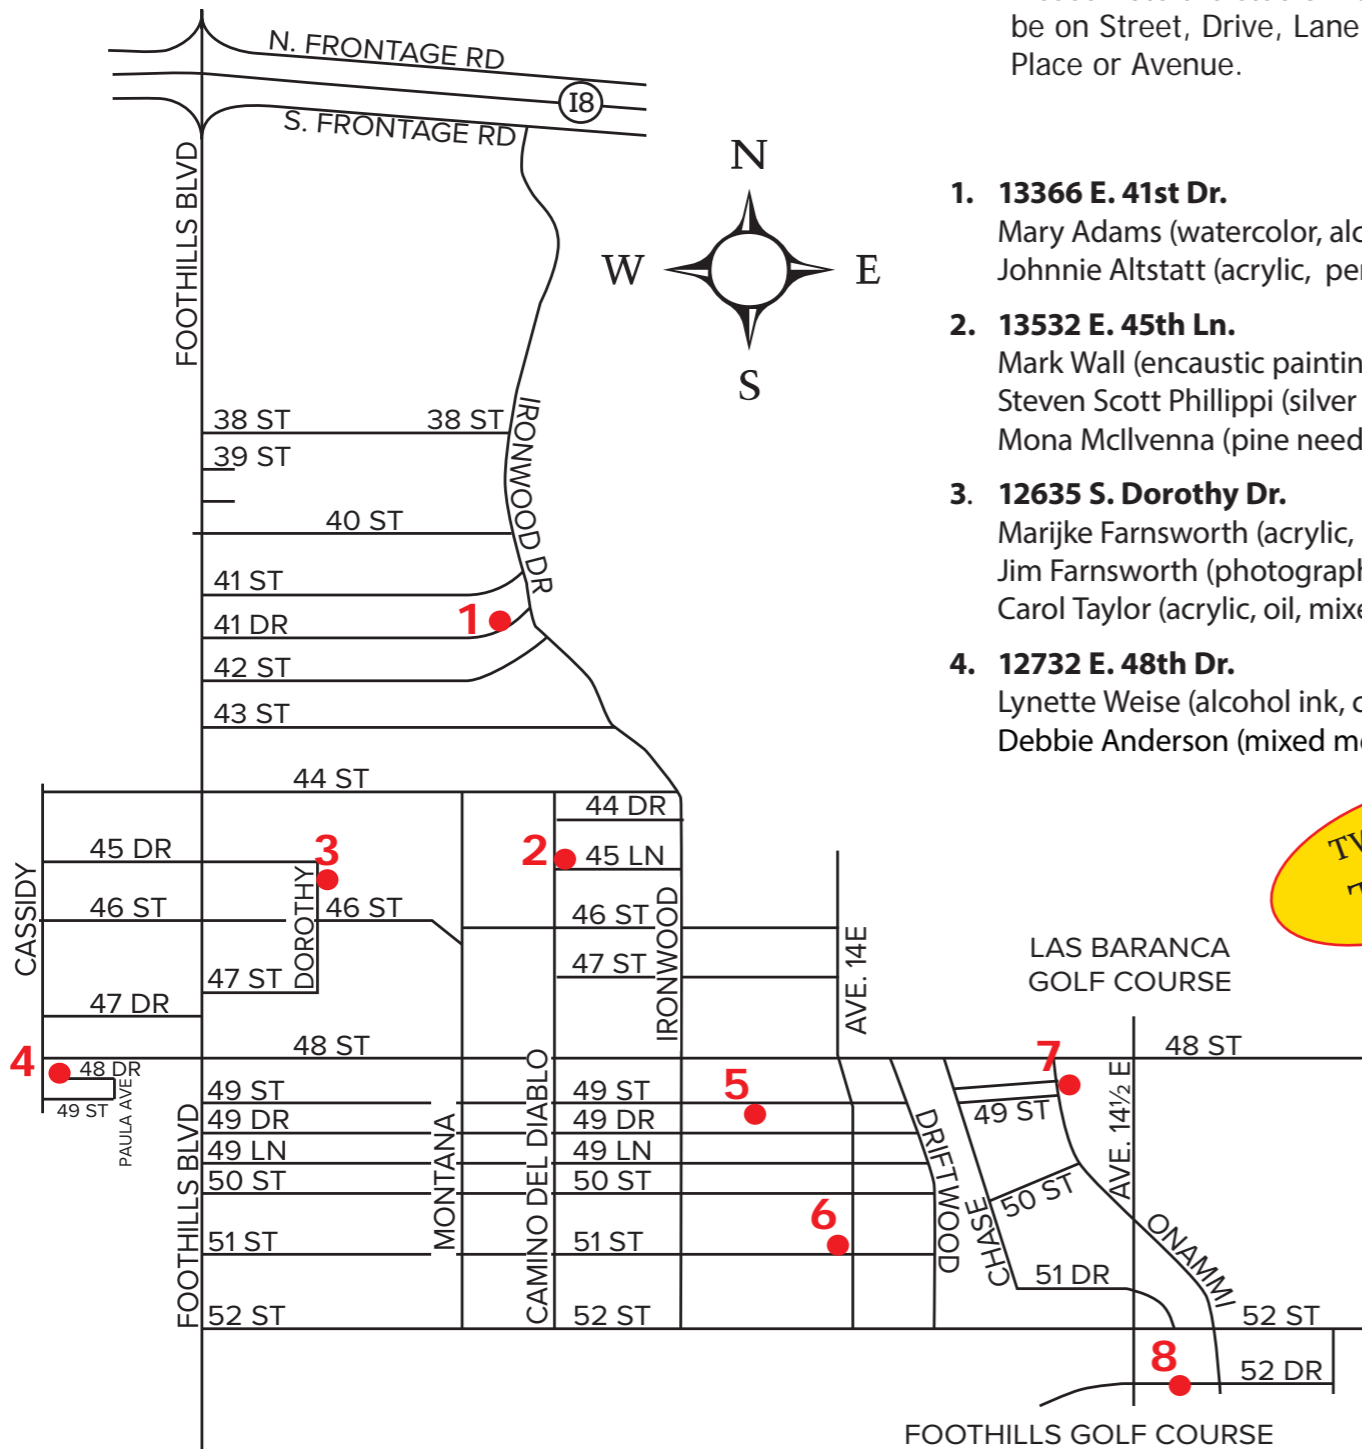 be on Street, Drive, Lane
Place or Avenue.
N. FRONTAGE RD
I8
S. FRONTAGE RD
FOOTHILLS BLVD
N
W
E
S
1. 13366 E. 41st Dr.
Mary Adams (watercolor,
Johnnie Altstatt (acrylic,
2. 13532 E. 45th Ln.
Mark Wall (encaustic
Steven Scott Phillippi (silver
Mona McIlvenna (pine
3. 12635 S. Dorothy Dr.
Marijke Farnsworth (acrylic,
Jim Farnsworth
Carol Taylor (acrylic, oil,
4. 12732 E. 48th Dr.
Lynette Weise (alcohol ink,
Debbie Anderson (mixed
38 ST
38 ST
39 ST
IRONWOOD DR
40 ST
41 ST
41 DR
1
42 ST
43 ST
44 ST
44 DR
45 DR
3
2
45 LN
CASSIDY
DOROTHY
46 ST
46 ST
46 ST
IRONWOOD
47 ST
47 ST
47 DR
AVE. 14E
LAS BARANCA
GOLF COURSE
48 ST
48 ST
4
48 DR
49 ST
PAULA AVE
49 ST
49 ST
5
7
49 ST
49 DR
49 DR
49 LN
49 LN
50 ST
50 ST
50 ST
FOOTHILLS BLVD
MONTANA
CAMINO DEL DIABLO
DRIFTWOOD
CHASE
AVE. 14½ E
ONAMMI
6
51 ST
51 ST
51 DR
52 ST
52 ST
52 ST
8
52 DR
FOOTHILLS GOLF COURSE